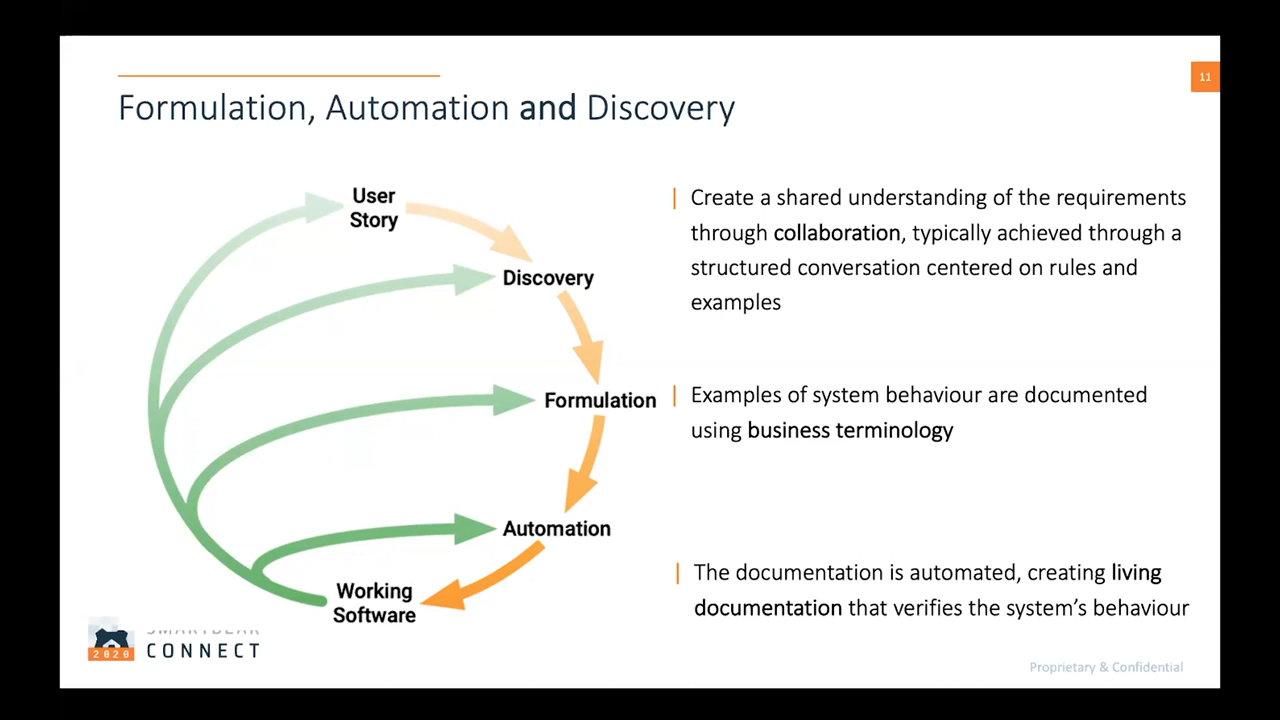 11
Formulation, Automation and Discovery
User
Story
Discovery
Formulation
Automation
Working
Software
Create a shared understanding of the requirements
through collaboration, typically achieved through a
structured conversation centered on rules and
examples
Examples of system behaviour are documented
using business terminology
The documentation is automated, creating living
documentation that verifies the system's behaviour
2020
CONNECT
Proprietary & Confidential